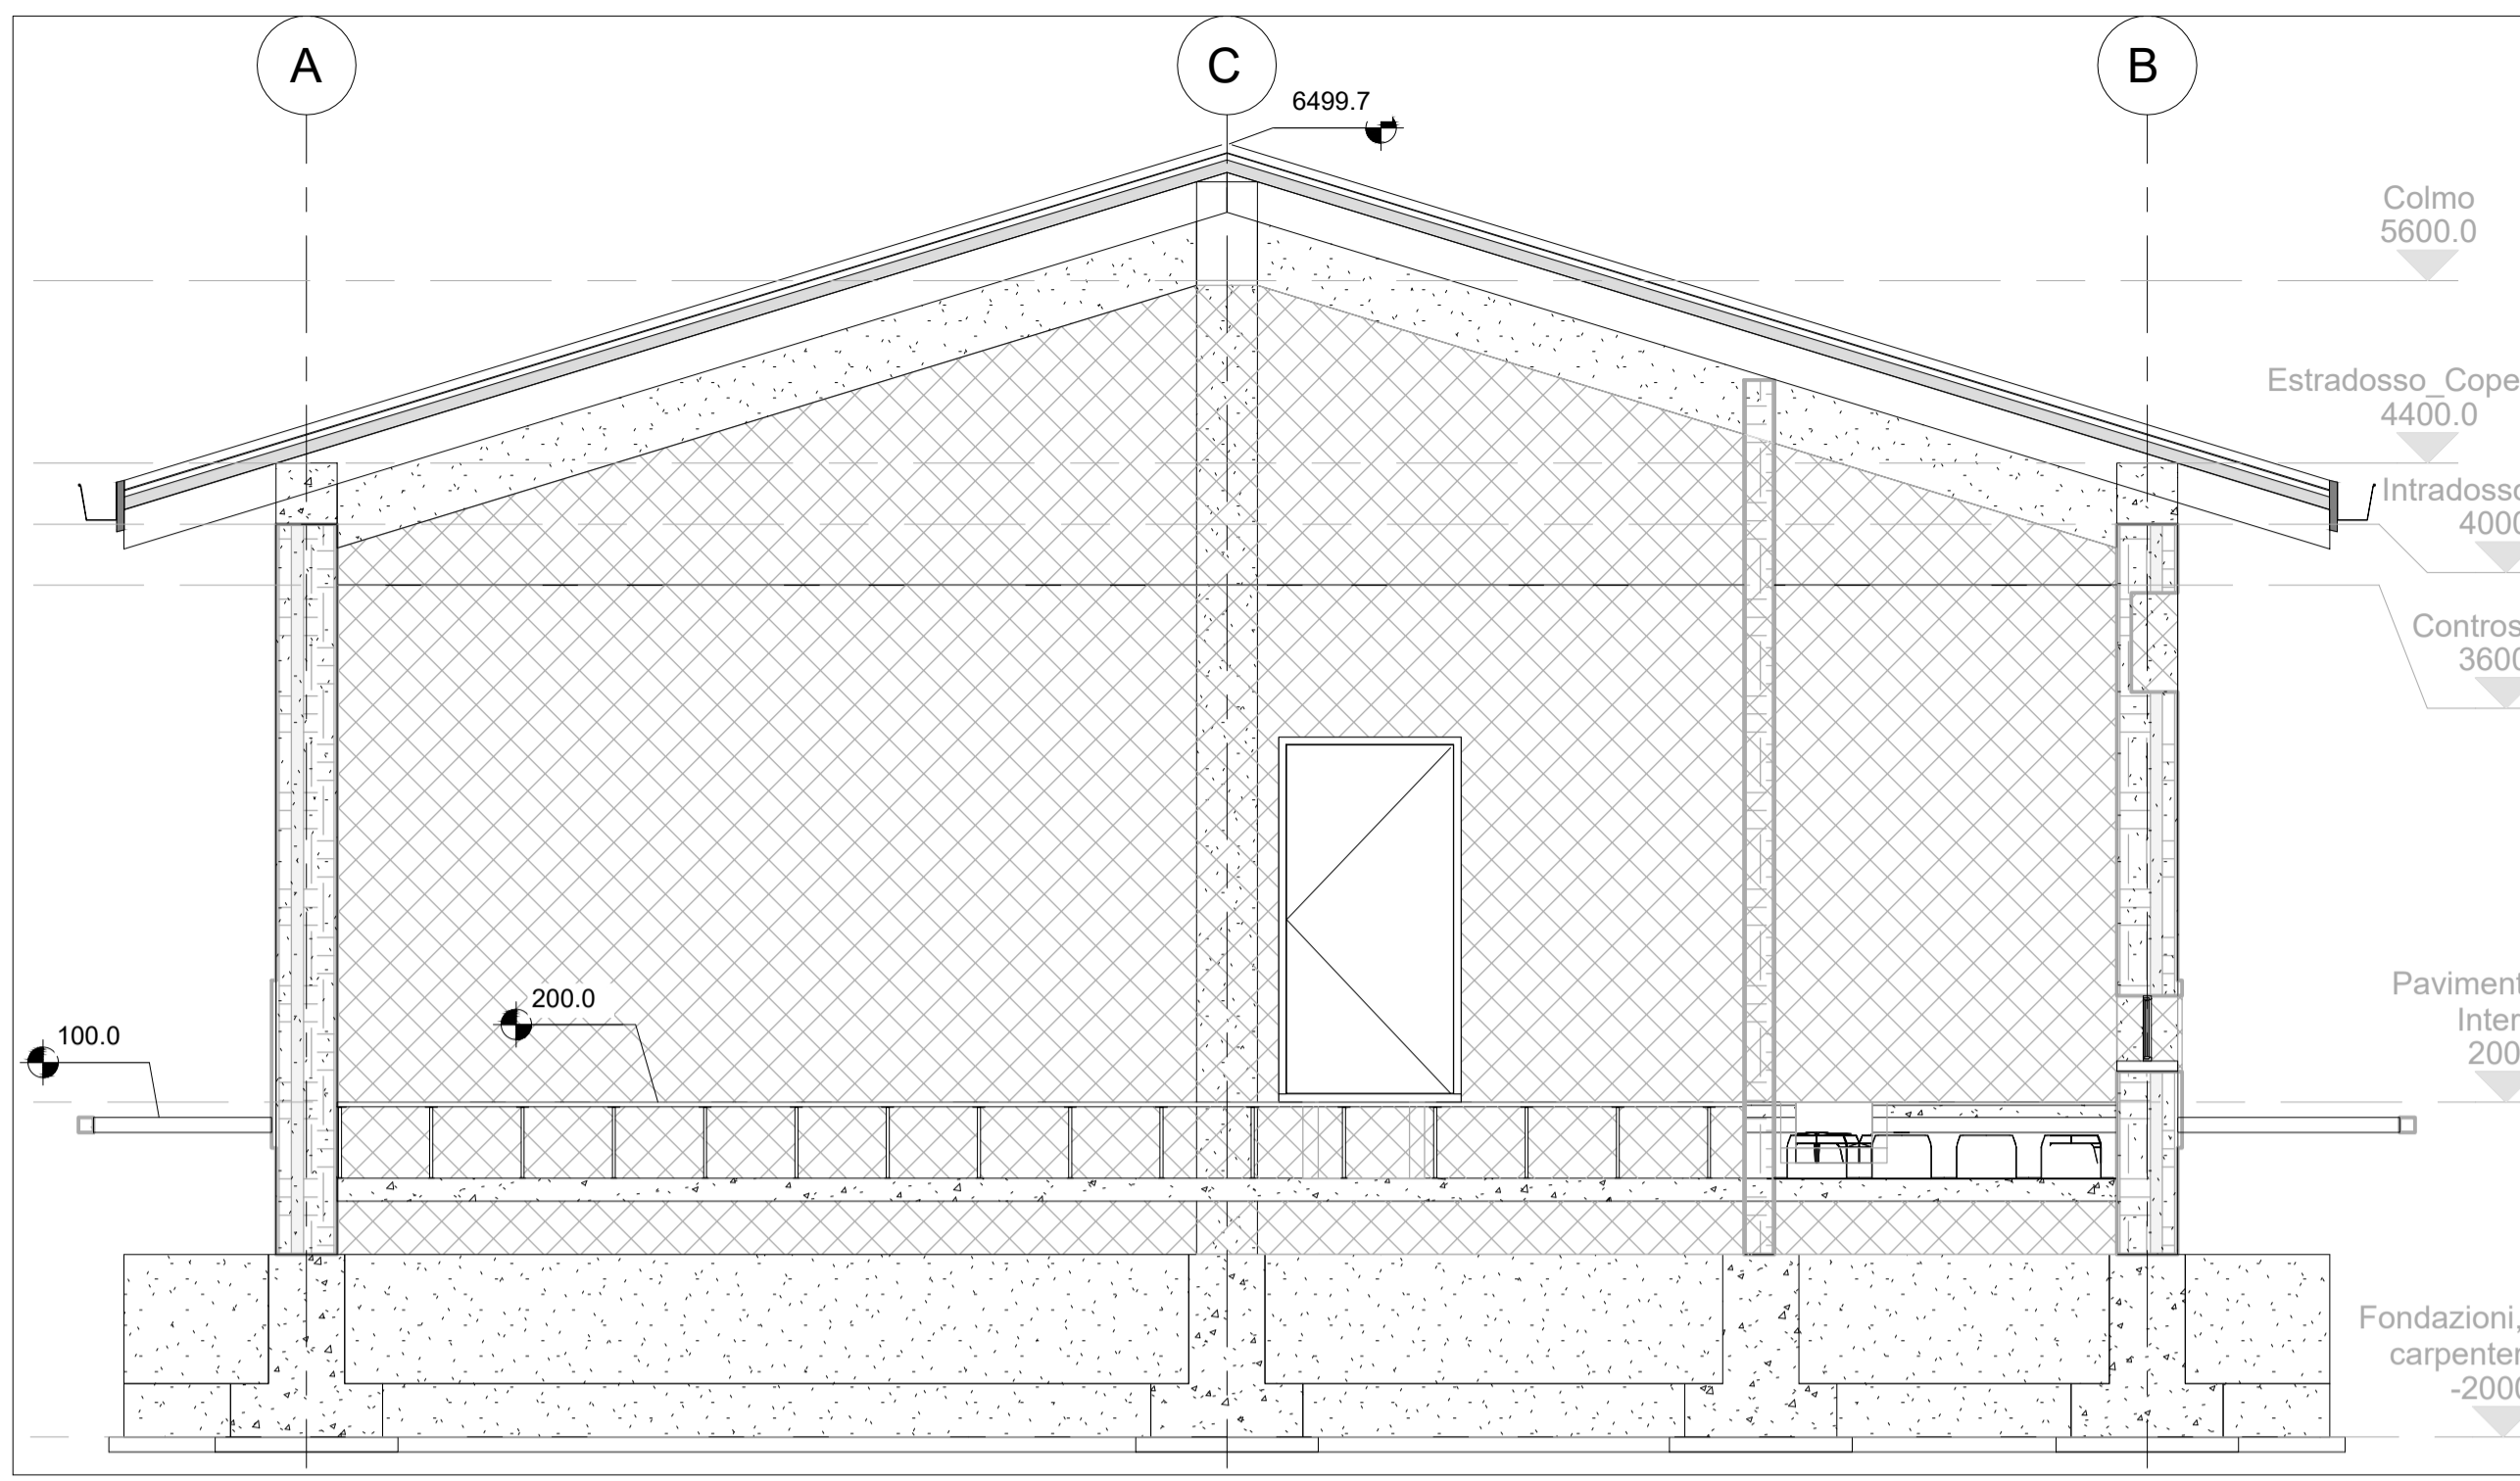 A
C
B
6499.7
Colmo
5600.0
Estradosso_Cope
4400.0
Intradosso
4000
Contros
3600
200.0
100.0
Paviment
Inter
200
Fondazioni,
carpenter
-2000